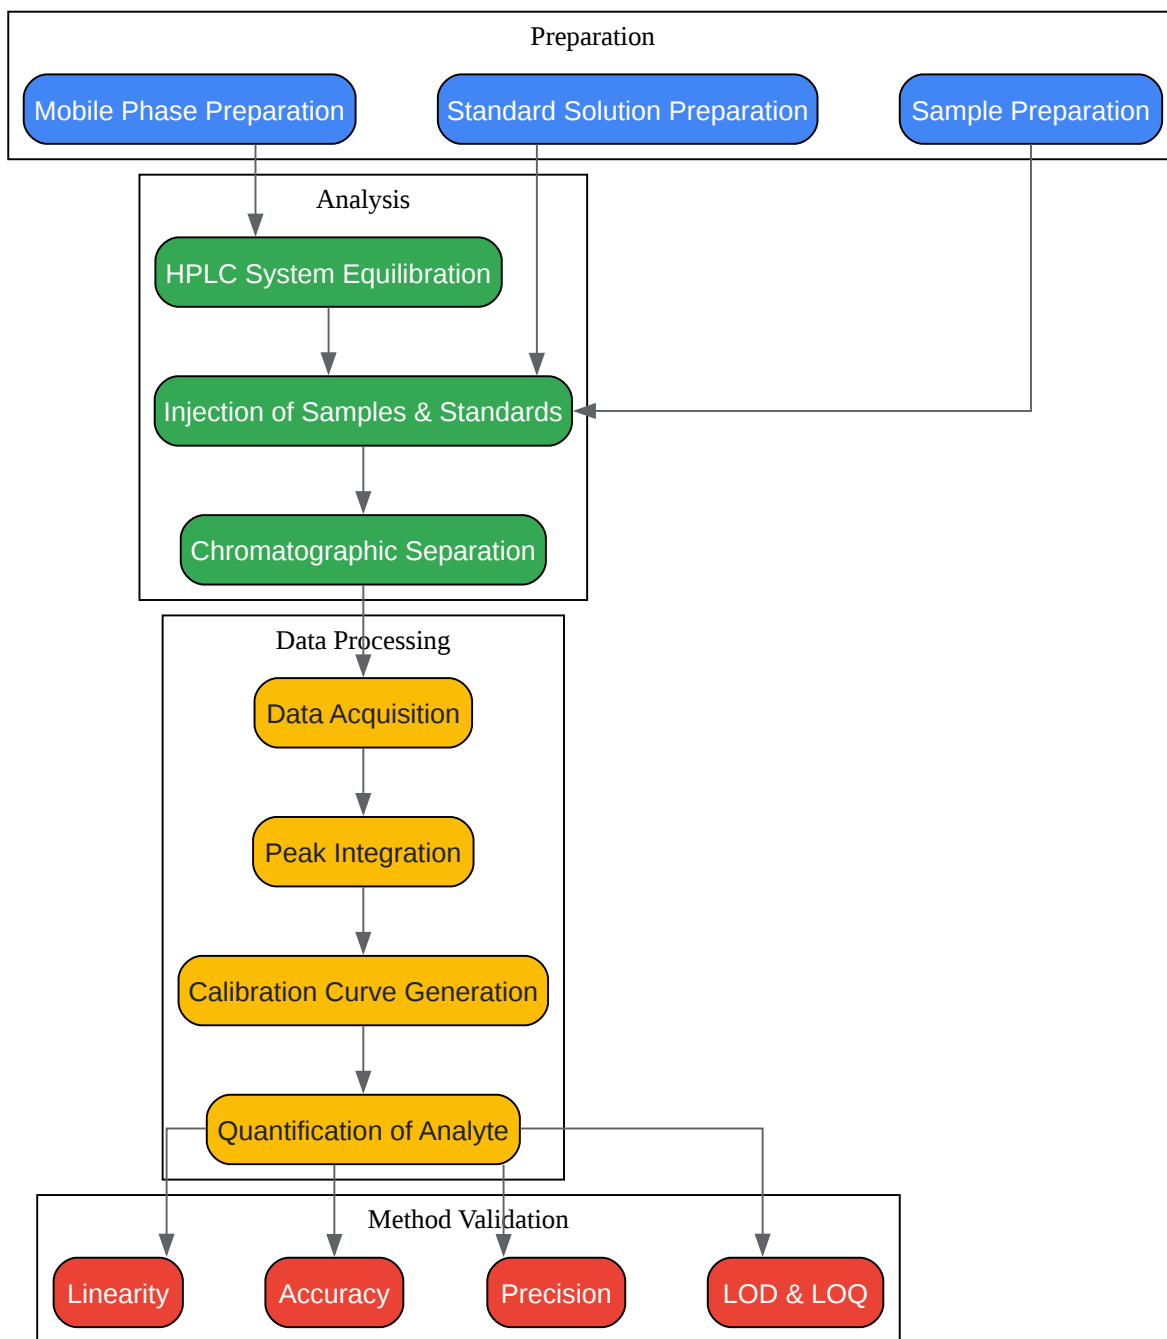 Preparation
Mobile Phase Preparation
Standard Solution Preparation
Sample Preparation
Analysis
HPLC System Equilibration
Injection of Samples & Standards
Chromatographic Separation
Data Processing
Data Acquisition
Peak Integration
Calibration Curve Generation
Quantification of Analyte
Method Validation
Linearity
Accuracy
Precision
LOD & LOQ